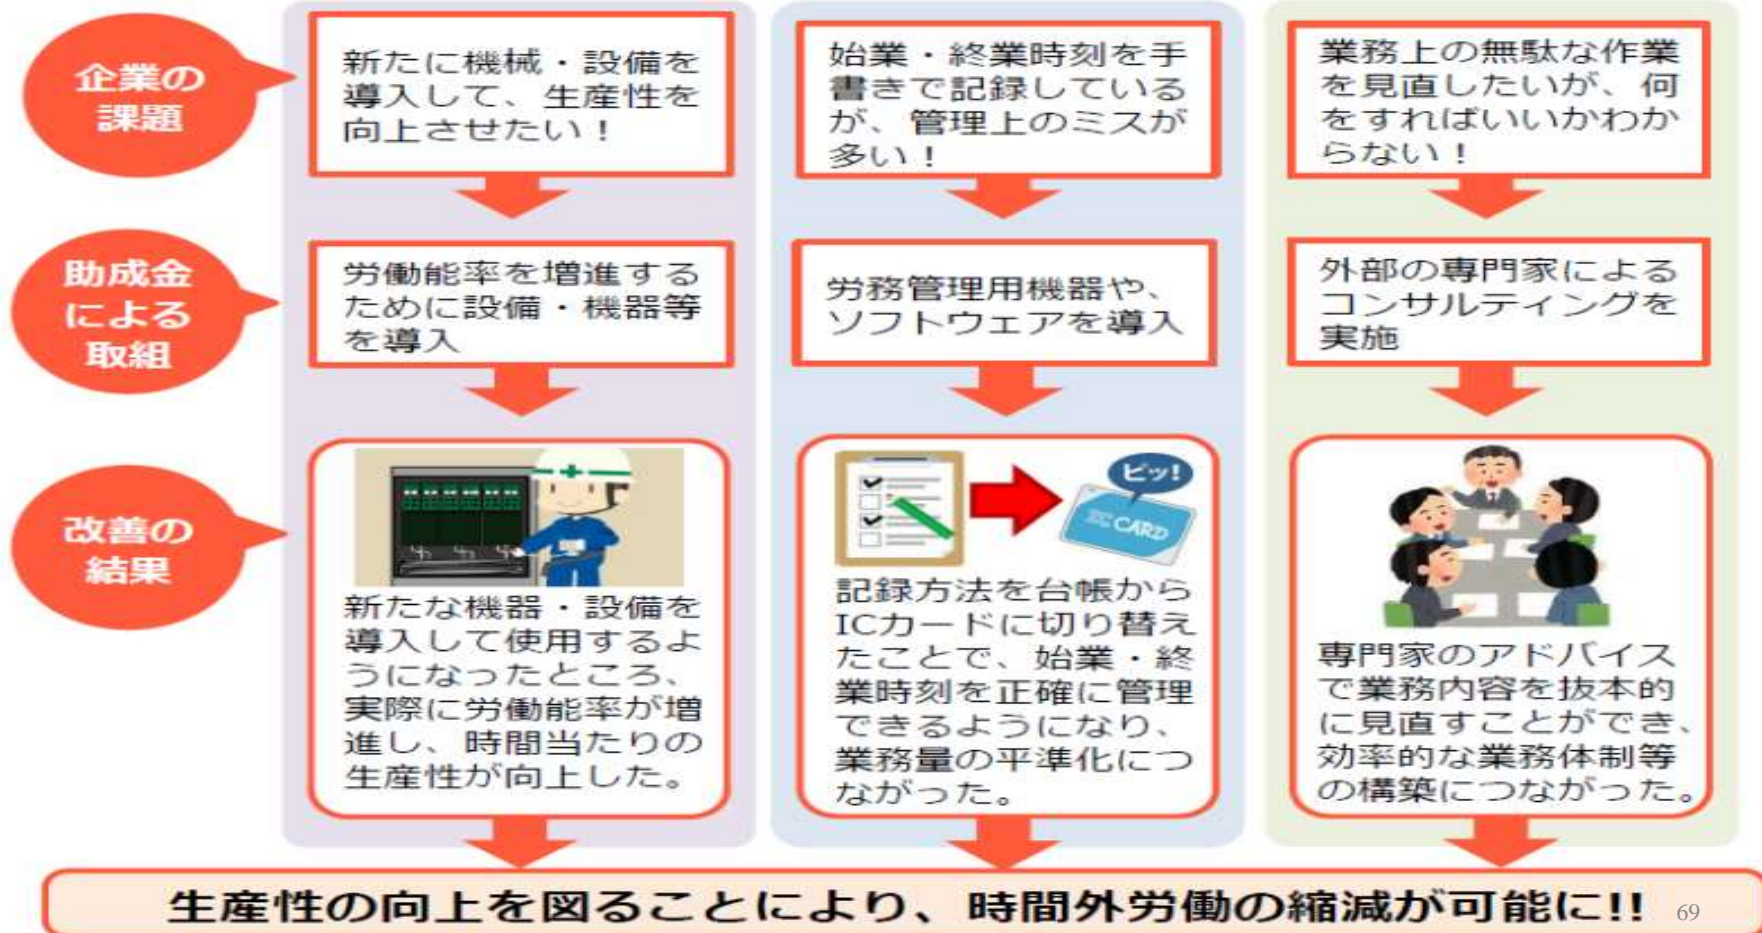 企業の
課題
新たに機械・設備を
導入して、生産性を
向上させたい！
始業・終業時刻を手
書きで記録している
が、管理上のミスが
多い！
業務上の無駄な作業
を見直したいが、何
をすればいいかわか
らない！
助成金
による
取組
労働能率を増進する
ために設備・機器等
を導入
労務管理用機器や、
ソフトウェアを導入
外部の専門家による
コンサルティングを
実施
改善の
結果
新たな機器・設備を
導入して使用するよ
うになったところ、
実際に労働能率が増
進し、時間当たりの
生産性が向上した。
ピッ!
IC CARD
記録方法を台帳から
ICカードに切り替え
たことで、始業・終
業時刻を正確に管理
できるようになり、
業務量の平準化につ
ながった。
専門家のアドバイス
で業務内容を抜本的
に見直すことができ、
効率的な業務体制等
の構築につながった。
生産性の向上を図ることにより、時間外労働の縮減が可能に!!
69